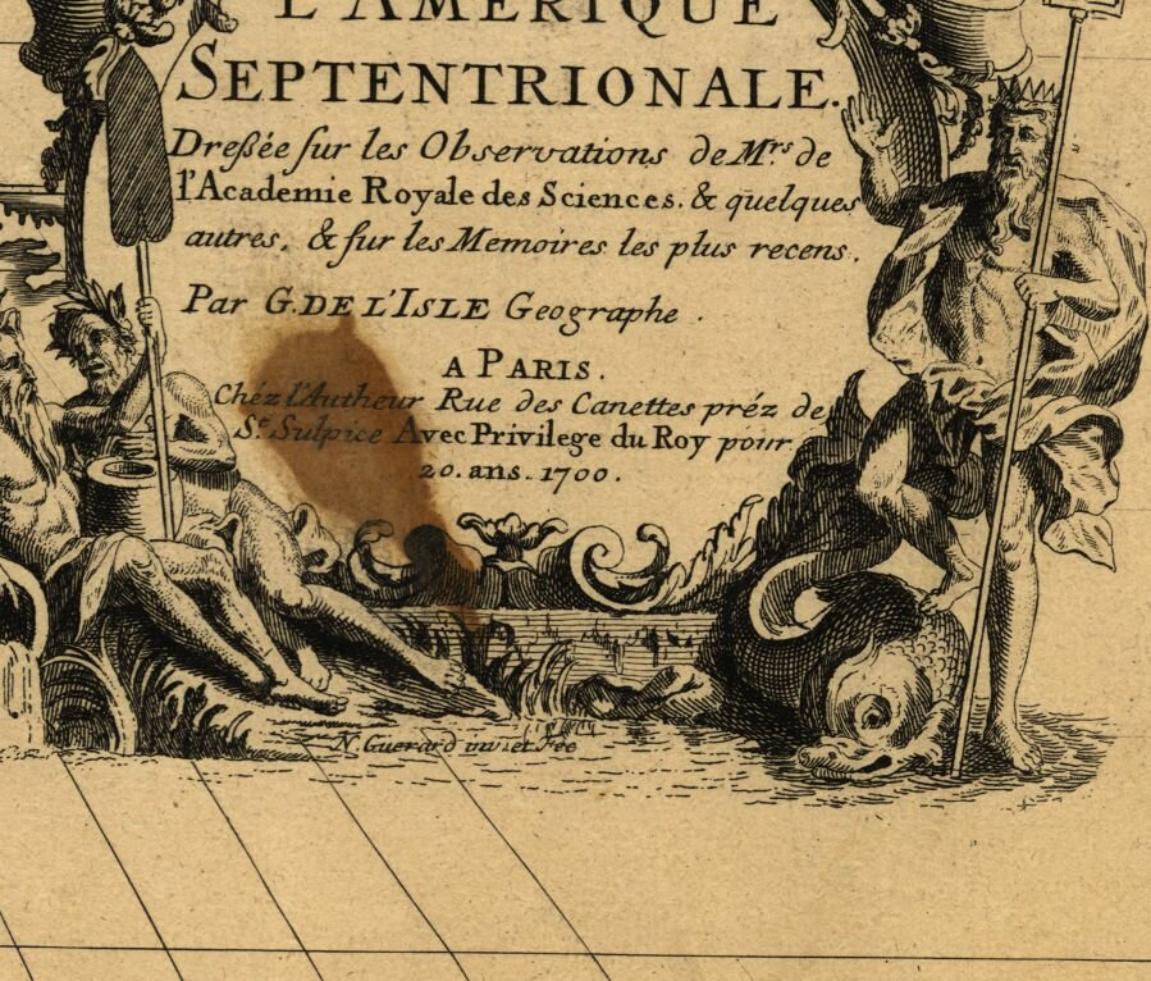 L'AMERIQUE
SEPTENTRIONALE.
Dreßée ſur les Observations de M.rs de
l'Academie Royale des Sciences. & quelques
autres. & ſur les Memoires les plus recens.
Par G. DE L'ISLE Geographe.
A PARIS.
Chéz l'Autheur Rue des Canettes préz de
St. Sulpice Avec Privilege du Roy pour
20. ans. 1700.
N. Guerard inv. et Fec